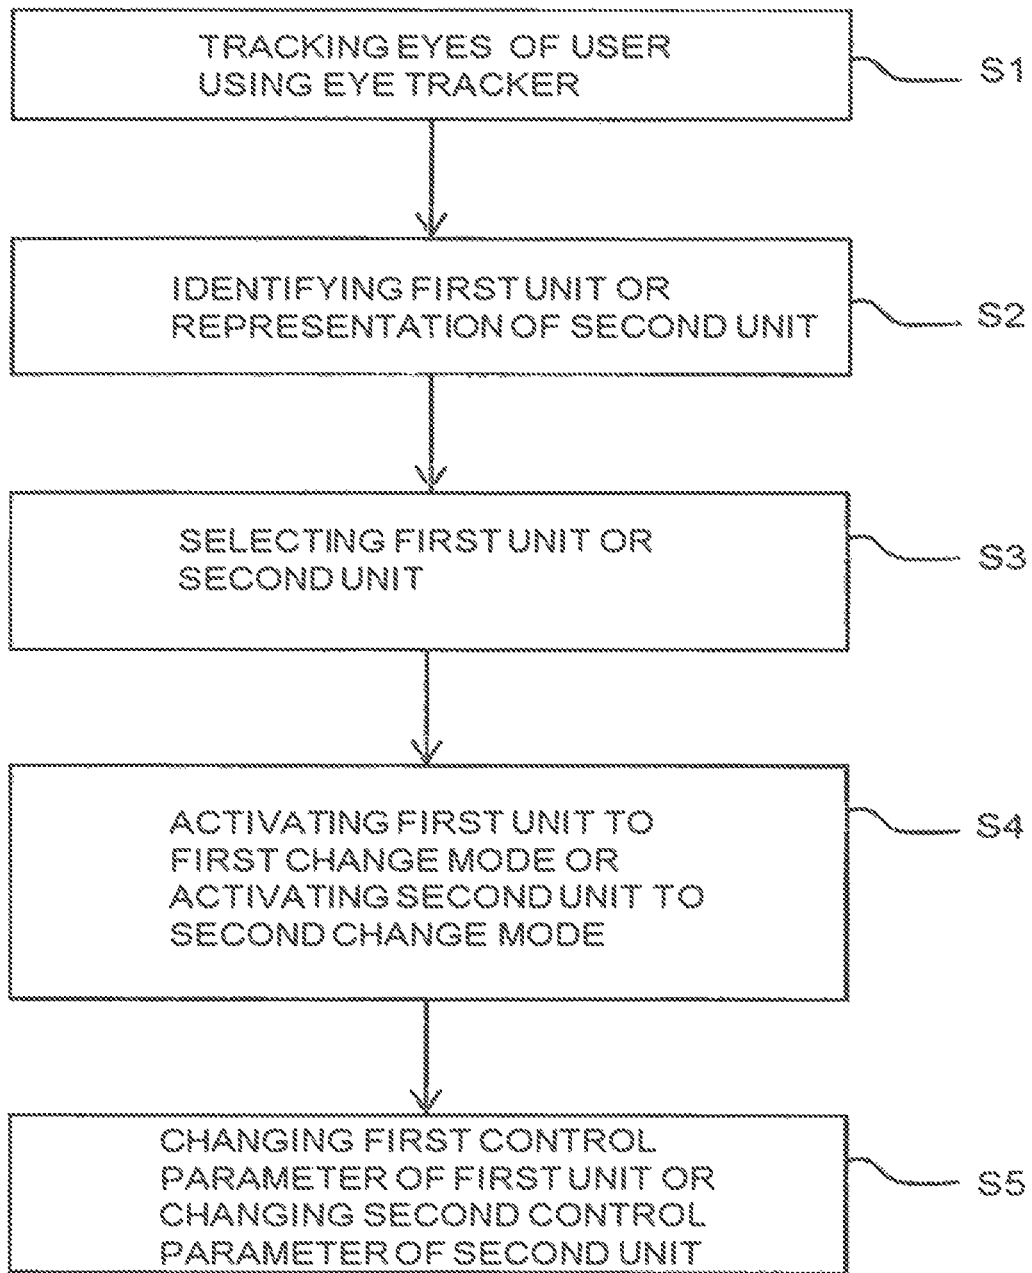 TRACKING EYES OF USER
USING EYE TRACKER
S1
IDENTIFYING FIRST UNIT OR
REPRESENTATION OF SECOND UNIT
S2
SELECTING FIRST UNIT OR
SECOND UNIT
S3
ACTIVATING FIRST UNIT TO
FIRST CHANGE MODE OR
ACTIVATING SECOND UNIT TO
SECOND CHANGE MODE
S4
CHANGING FIRST CONTROL
PARAMETER OF FIRST UNIT OR
CHANGING SECOND CONTROL
PARAMETER OF SECOND UNIT
S5